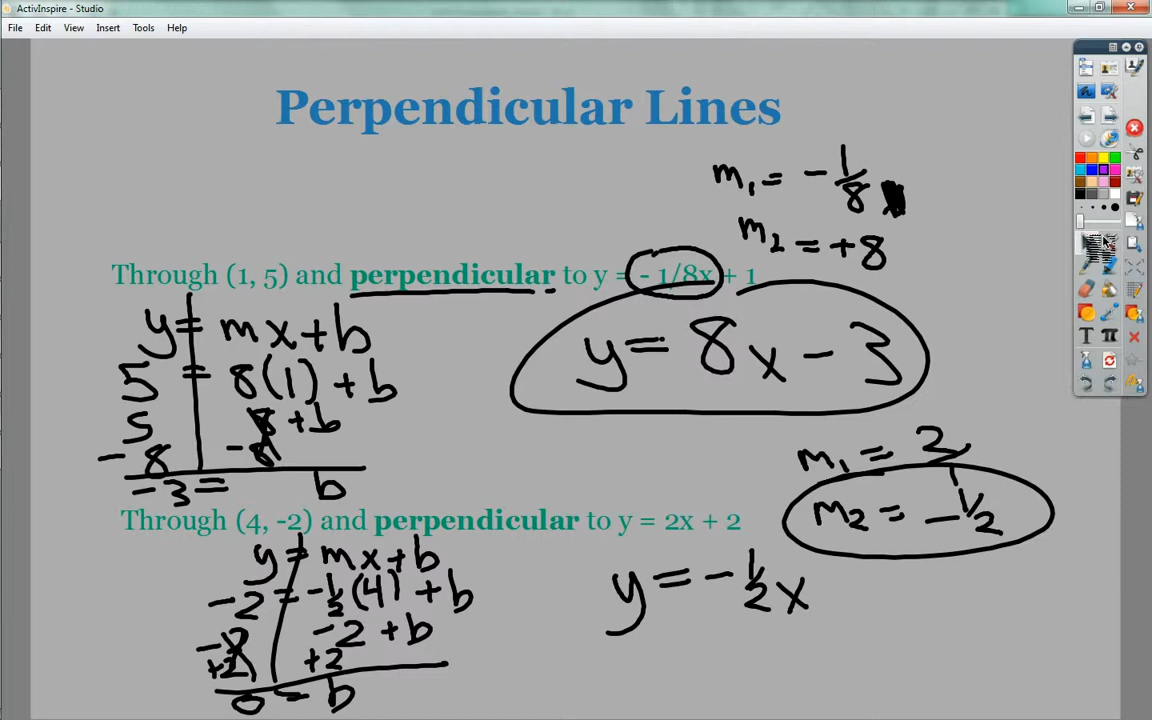 ActivInspire - Studio
File Edit View Insert Tools Help
Perpendicular Lines
m₁ = - 1/8
m₂ = +8
Through (1, 5) and perpendicular to y = - 1/8x + 1
y = mx + b
5 = 8(1) + b
5 8 + b
- 8 - 8
- 3 = b
y = 8x - 3
m₁ = 2
m₂ = - 1/2
Through (4, -2) and perpendicular to y = 2x + 2
y = mx + b
-2 = - 1/2 (4) + b
-2 -2 + b
+2 +2
0 = b
y = - 1/2 x